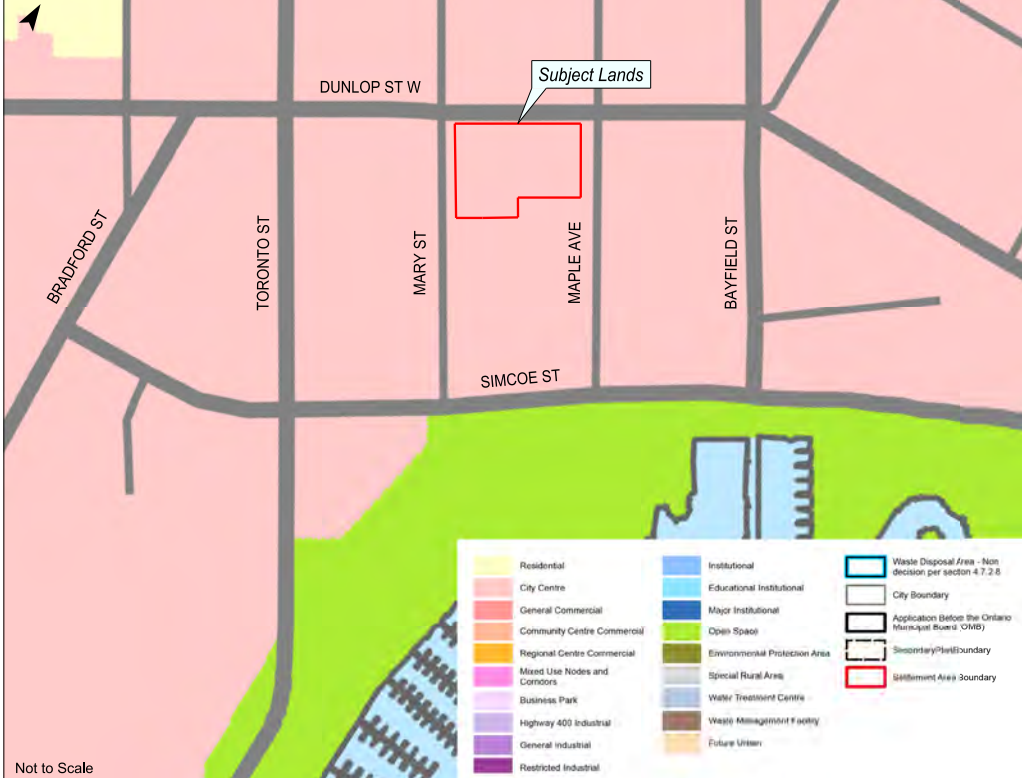 DUNLOP ST W
Subject Lands
BRADFORD ST
TORONTO ST
MARY ST
MAPLE AVE
BAYFIELD ST
SIMCOE ST
Not to Scale
Residential
City Centre
General Commercial
Community Centre Commercial
Regional Centre Commercial
Mixed Use Nodes and
Corridors
Business Park
Highway 400 Industrial
General Industrial
Restricted Industrial
Institutional
Educational Institutional
Major Institutional
Open Space
Environmental Protection Area
Special Rural Area
Water Treatment Centre
Waste Management Facility
Future Urban
Waste Disposal Area - Non
decision per section 4.7.2.6
City Boundary
Application Before the Ontario
Municipal Board (OMB)
Secondary Plan Boundary
Settlement Area Boundary